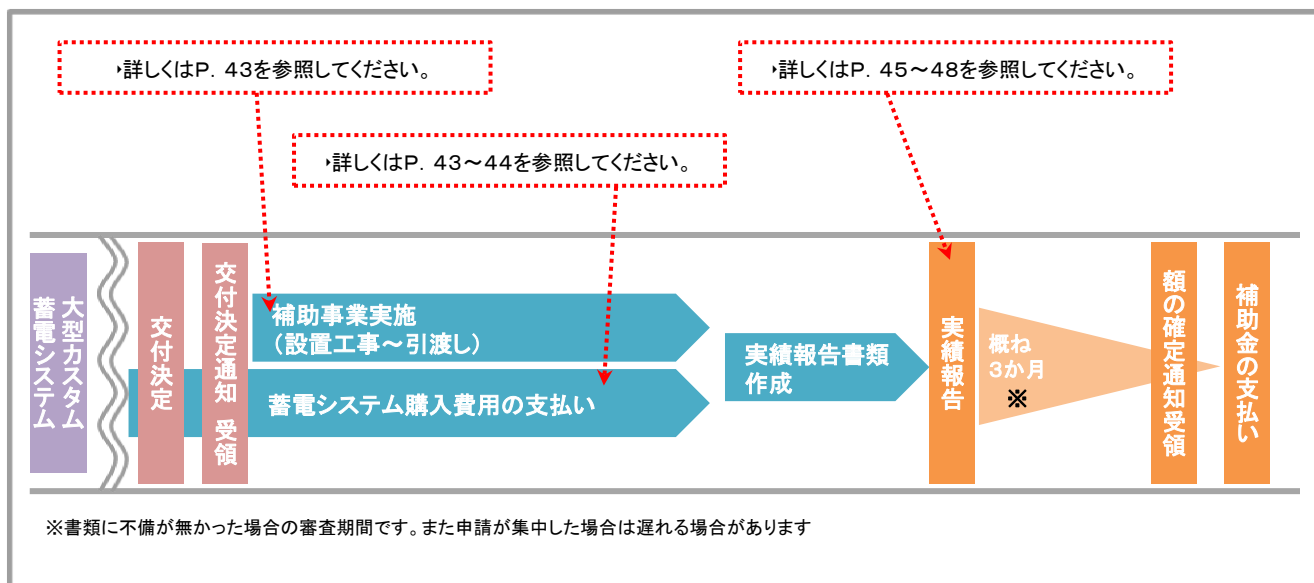 ・詳しくはP．43を参照してください。
・詳しくはP．45～48を参照してください。
・詳しくはP．43～44を参照してください。
大型カスタム
蓄電システム
交付決定
交付決定通知 受領
補助事業実施
（設置工事～引渡し）
蓄電システム購入費用の支払い
実績報告書類
作成
実績報告
概ね
3か月
※
額の確定通知受領
補助金の支払い
※書類に不備が無かった場合の審査期間です。また申請が集中した場合は遅れる場合があります